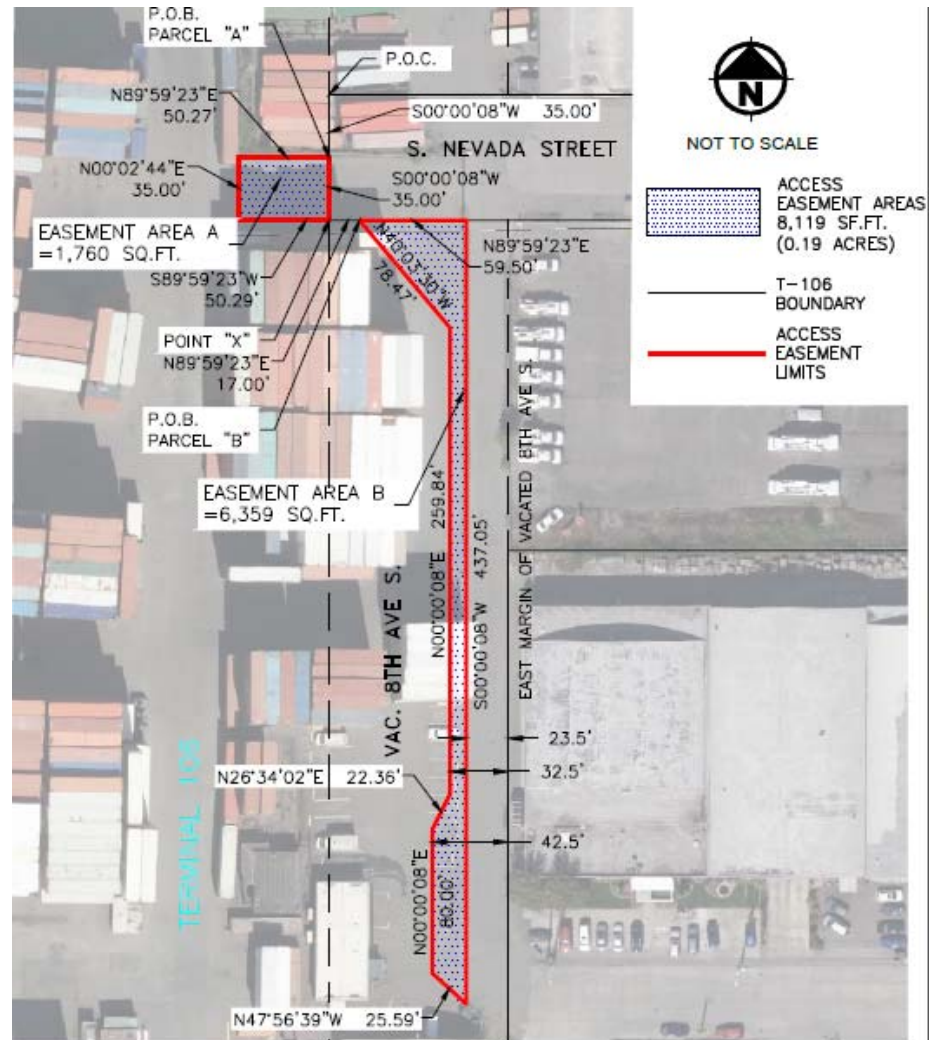 P.O.B.
PARCEL "A"
P.O.C.
N89°59'23"E
50.27'
S00°00'08"W 35.00'
S. NEVADA STREET
N
NOT TO SCALE
N00°02'44"E
35.00'
S00°00'08"W
35.00'
ACCESS
EASEMENT AREAS
8,119 SF.FT.
(0.19 ACRES)
EASEMENT AREA A
=1,760 SQ.FT.
N40°03'30"W
78.47'
N89°59'23"E
59.50'
S89°59'23"W
50.29'
T-106
BOUNDARY
POINT "X"
N89°59'23"E
17.00'
ACCESS
EASEMENT
LIMITS
P.O.B.
PARCEL "B"
EASEMENT AREA B
=6,359 SQ.FT.
N00°00'08"E 259.84'
S00°00'08"W 437.05'
EAST MARGIN OF VACATED 8TH AVE S.
VAC. 8TH AVE S.
TERMINAL 106
23.5'
N26°34'02"E 22.36'
32.5'
42.5'
N00°00'08"E
80.00'
N47°56'39"W 25.59'